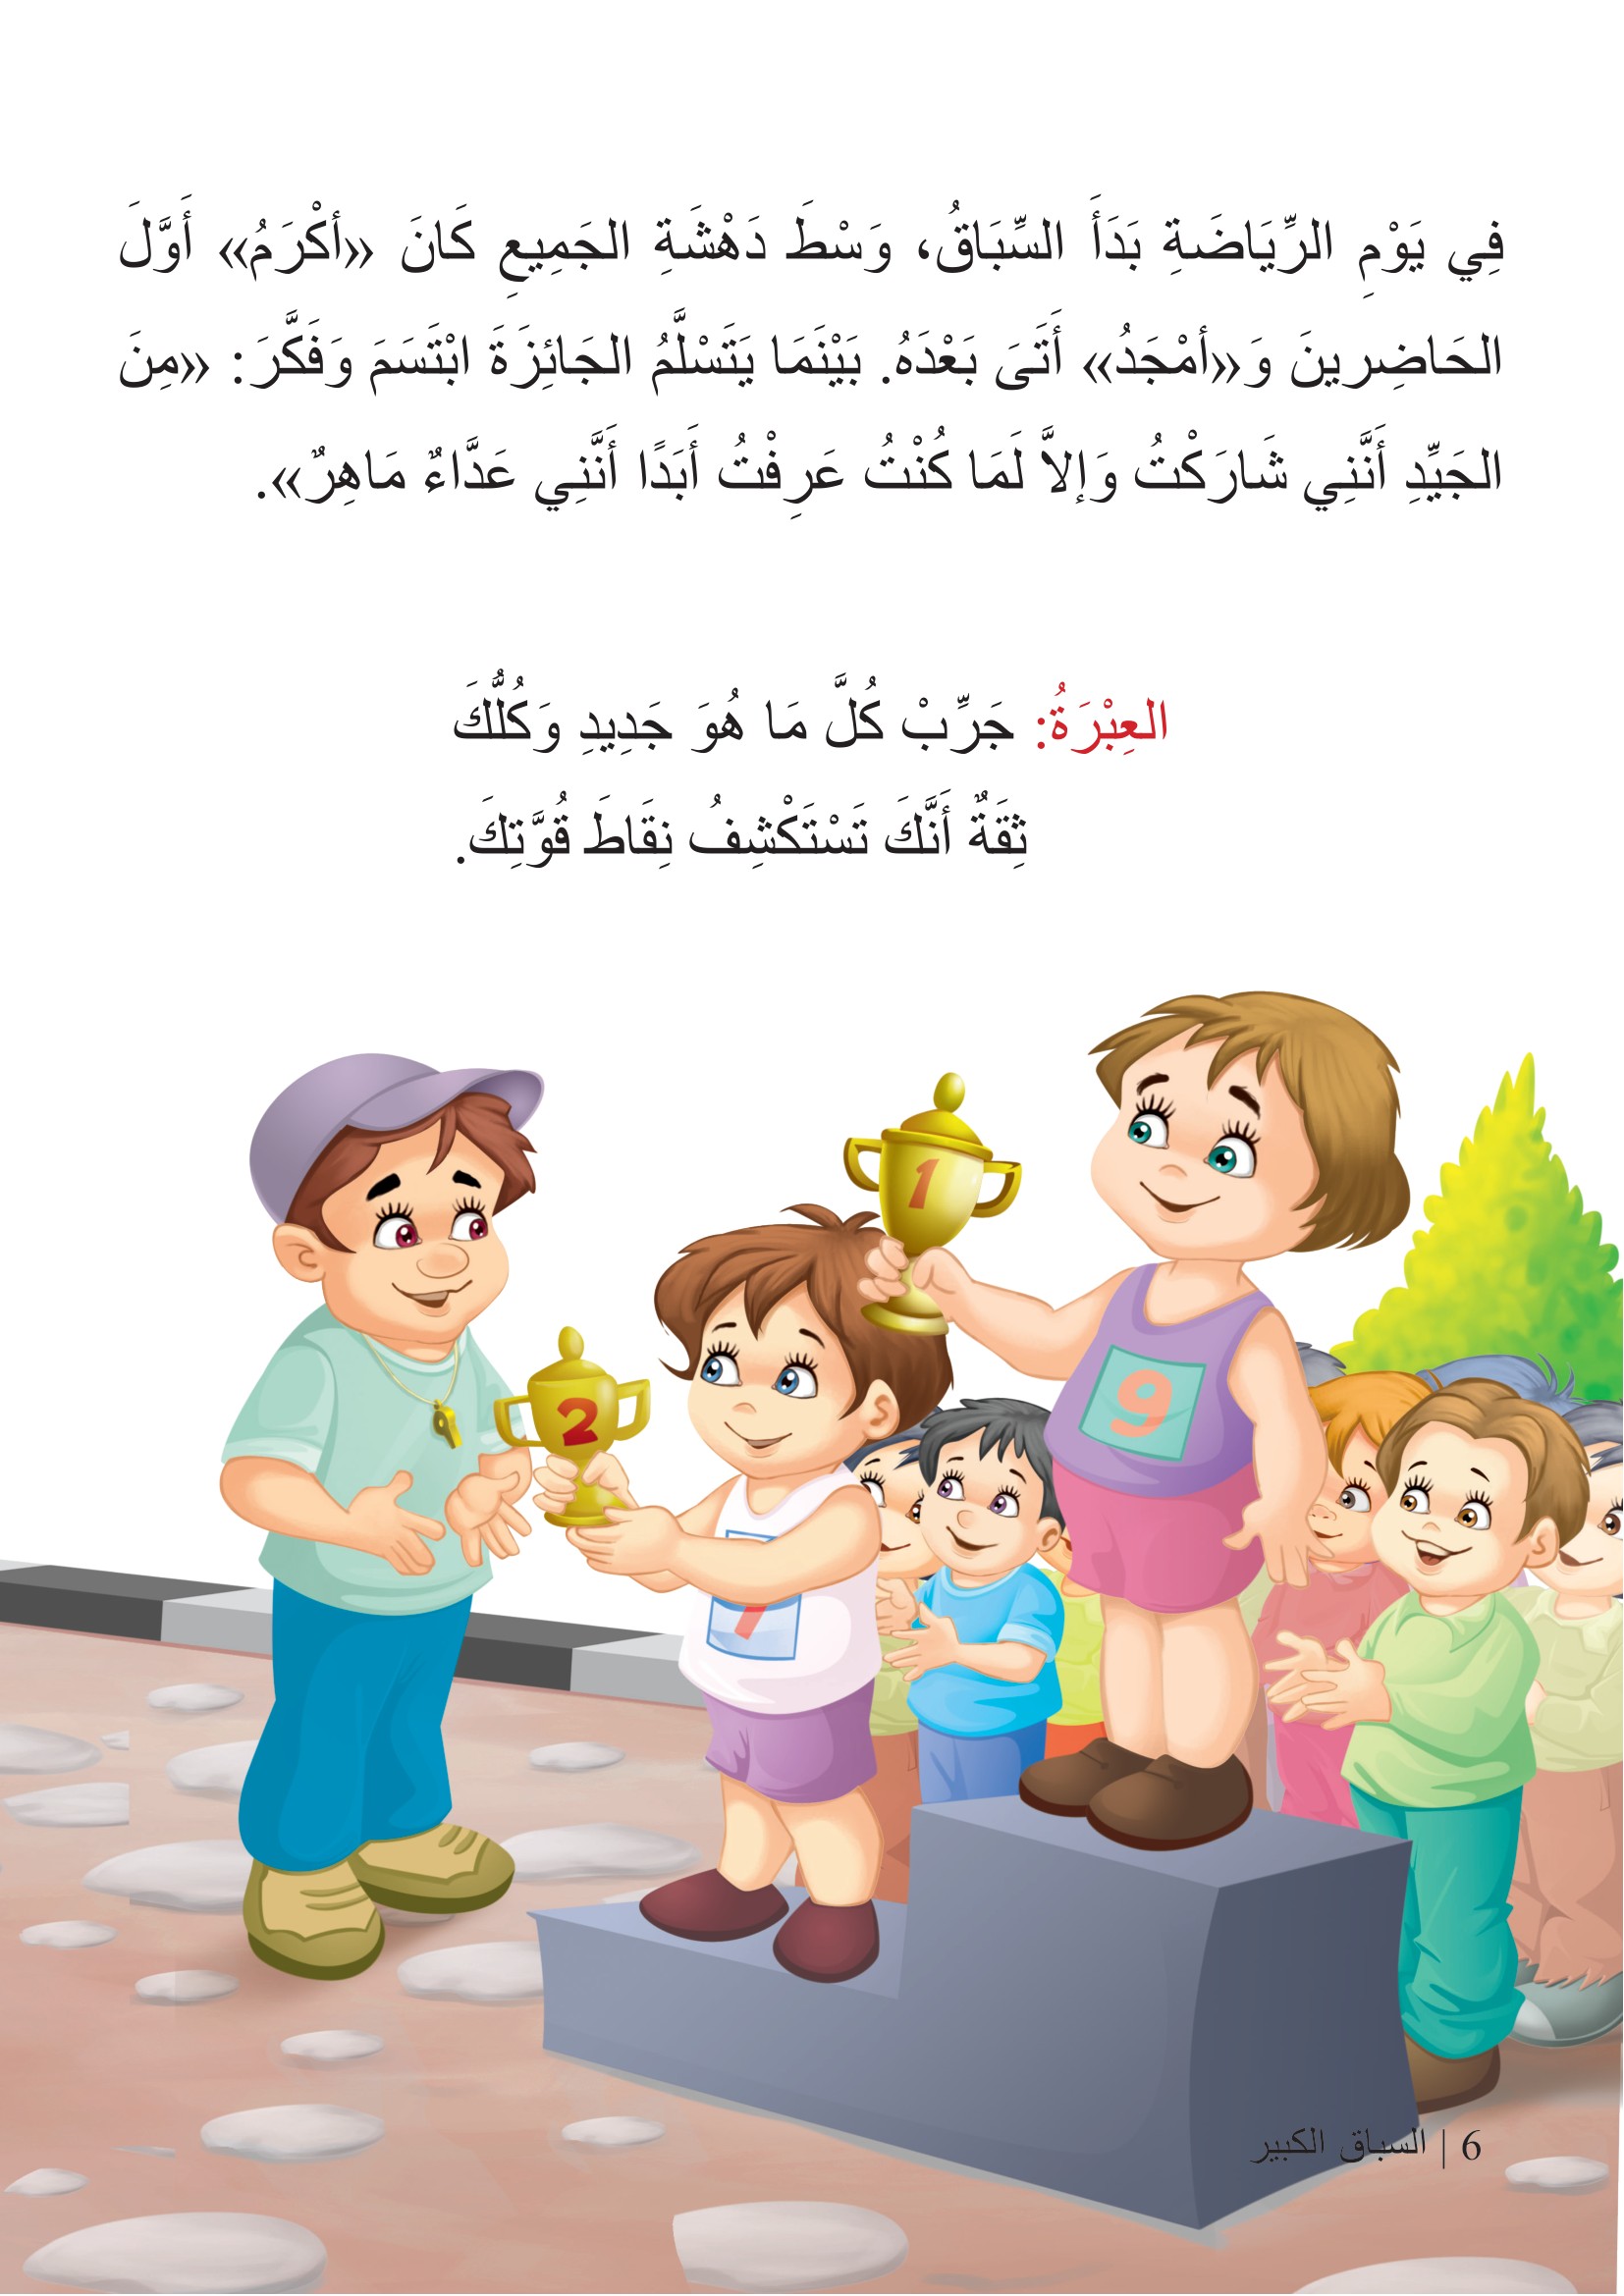 فِي يَوْمِ الرِّيَاضَةِ بَدَأَ السِّبَاقُ، وَسْطَ دَهْشَةِ الجَمِيعِ كَانَ «أكْرَمُ» أَوَّلَ
الحَاضِرينَ وَ«أمْجَدُ» أَتَى بَعْدَهُ. بَيْنَمَا يَتَسْلَّمُ الجَائِزَةَ ابْتَسَمَ وَفَكَّرَ: «مِنَ
الجَيِّدِ أَنَّنِي شَارَكْتُ وَإلاَّ لَمَا كُنْتُ عَرِفْتُ أَبَدًا أَنَّنِي عَدَّاءٌ مَاهِرٌ».
العِبْرَةُ: جَرِّبْ كُلَّ مَا هُوَ جَدِيدِ وَكُلُّكَ
ثِقَةٌ أَنَّكَ تَسْتَكْشِفُ نِقَاطَ قُوَّتِكَ.
1
2
9
7
6 | السباق الكبير